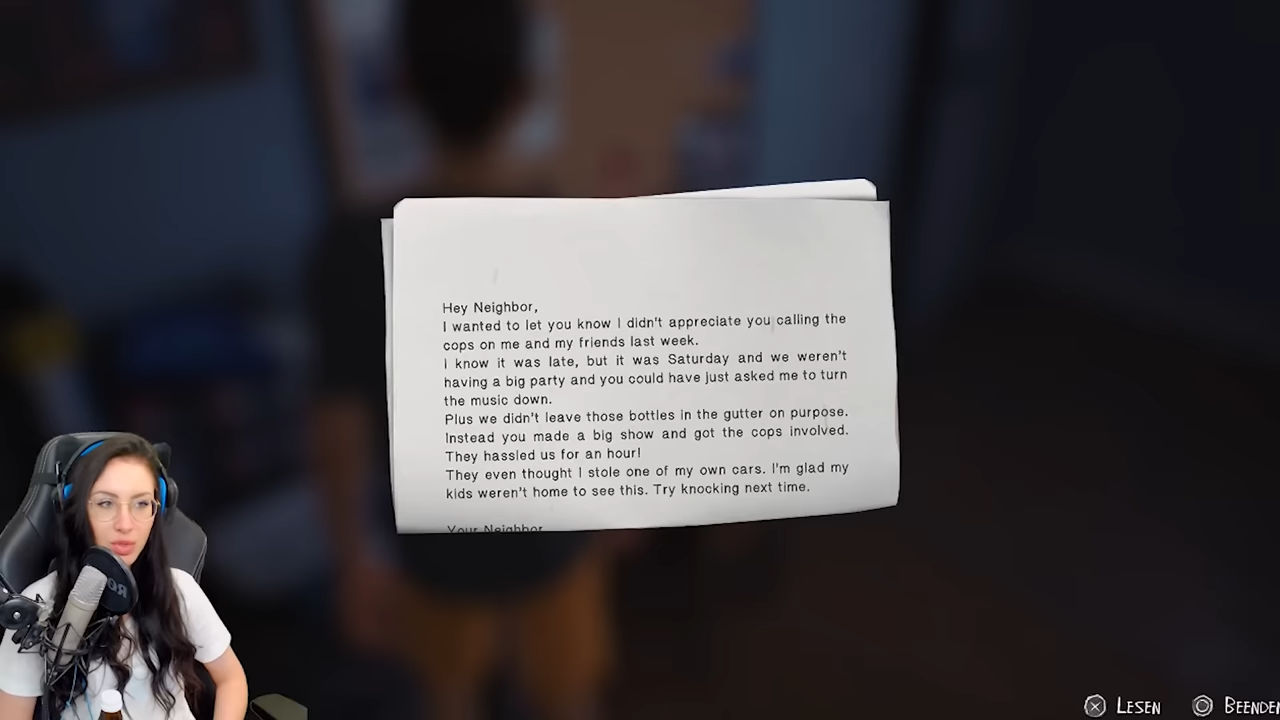 Hey Neighbor,
I wanted to let you know I didn't appreciate you calling the
cops on me and my friends last week.
I know it was late, but it was Saturday and we weren't
having a big party and you could have just asked me to turn
the music down.
Plus we didn't leave those bottles in the gutter on purpose.
Instead you made a big show and got the cops involved.
They hassled us for an hour!
They even thought I stole one of my own cars. I'm glad my
kids weren't home to see this. Try knocking next time.
Your Neighbor
LESEN